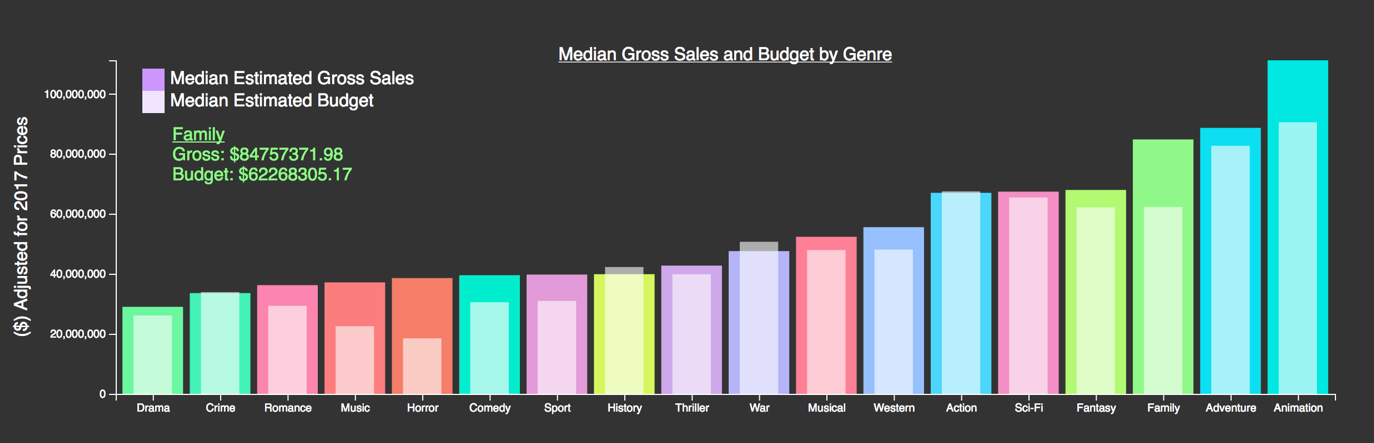 Median Gross Sales and Budget by Genre
Median Estimated Gross Sales
Median Estimated Budget
Family
Gross: $84757371.98
Budget: $62268305.17
($) Adjusted for 2017 Prices
100,000,000
80,000,000
60,000,000
40,000,000
20,000,000
0
Drama Crime Romance Music Horror Comedy Sport History Thriller War Musical Western Action Sci-Fi Fantasy Family Adventure Animation